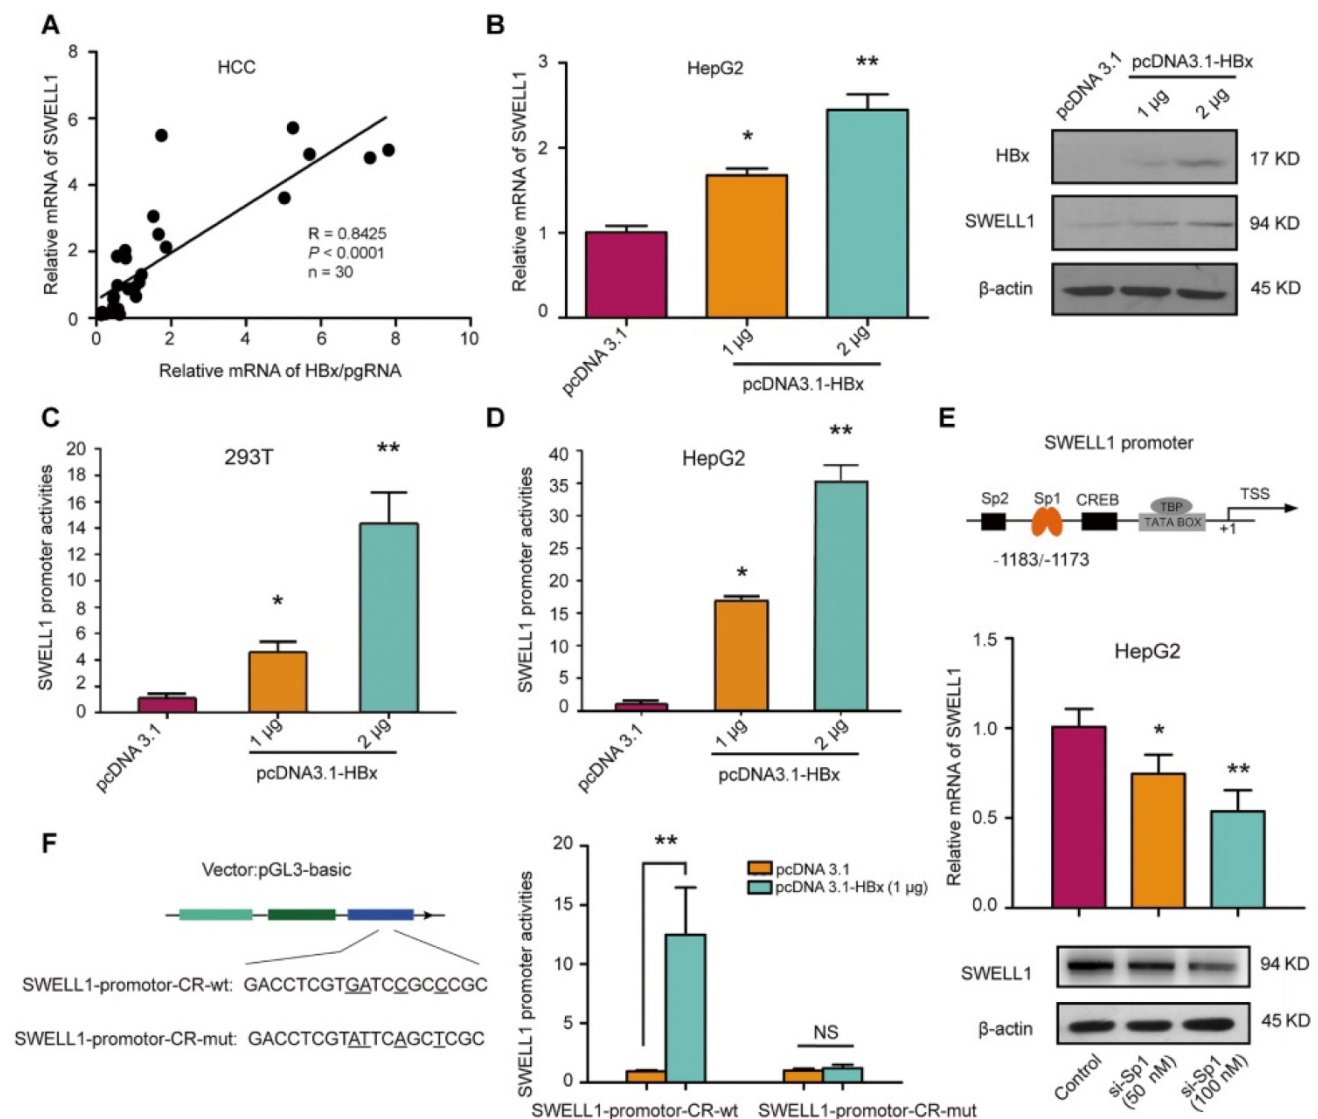 A
HCC
Relative mRNA of SWELL1
8
6
4
2
0
R = 0.8425
P < 0.0001
n = 30
0 2 4 6 8 10
Relative mRNA of HBx/pgRNA
B
HepG2
Relative mRNA of SWELL1
3
2
1
0
*
**
pcDNA 3.1
1 µg
2 µg
pcDNA3.1-HBx
pcDNA 3.1
pcDNA3.1-HBx
1 µg
2 µg
HBx
17 KD
SWELL1
94 KD
β-actin
45 KD
C
293T
SWELL1 promoter activities
20
18
16
14
12
10
8
6
4
2
0
*
**
pcDNA 3.1
1 µg
2 µg
pcDNA3.1-HBx
D
HepG2
SWELL1 promoter activities
40
35
30
25
20
15
10
5
0
*
**
pcDNA 3.1
1 µg
2 µg
pcDNA3.1-HBx
E
SWELL1 promoter
Sp2 Sp1 CREB TBP TSS
TATA BOX
+1
-1183/-1173
HepG2
Relative mRNA of SWELL1
1.5
1.0
0.5
0.0
*
**
SWELL1
94 KD
β-actin
45 KD
Control
si-Sp1
(50 nM)
si-Sp1
(100 nM)
F
Vector:pGL3-basic
SWELL1-promotor-CR-wt: GACCTCGTGATCCGCCCGC
SWELL1-promotor-CR-mut: GACCTCGTATTCAGCTCGC
SWELL1 promoter activities
20
15
10
5
0
**
NS
pcDNA 3.1
pcDNA 3.1-HBx (1 µg)
SWELL1-promotor-CR-wt SWELL1-promotor-CR-mut